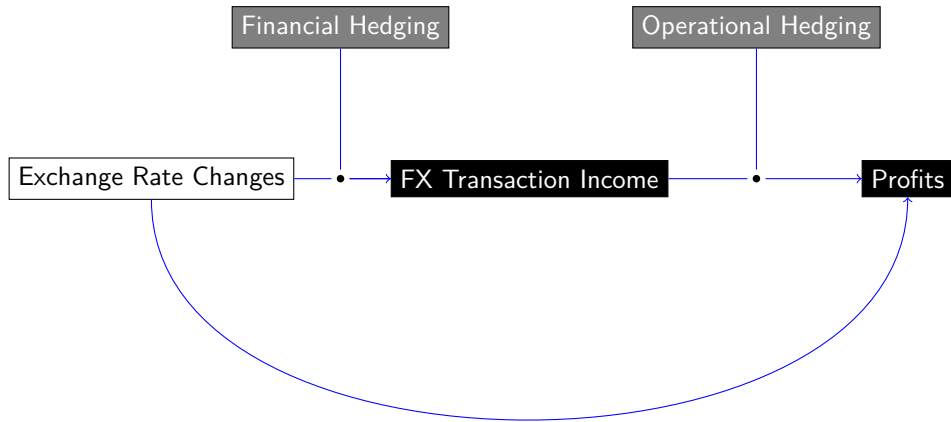 Financial Hedging
Operational Hedging
Exchange Rate Changes
FX Transaction Income
Profits